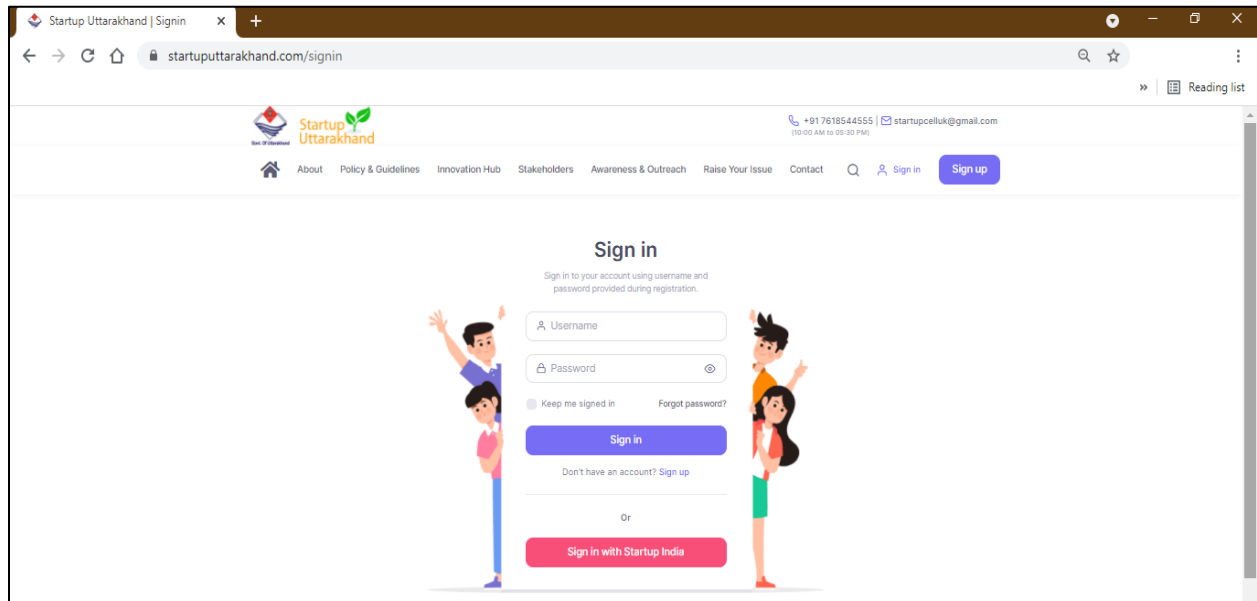 Startup Uttarakhand | Signin
startuputtarakhand.com/signin
» Reading list
Startup Uttarakhand
Govt. Of Uttarakhand
+91 7618544555 | startupcelluk@gmail.com
(10:00 AM to 05:30 PM)
About Policy & Guidelines Innovation Hub Stakeholders Awareness & Outreach Raise Your Issue Contact Sign in Sign up
Sign in
Sign in to your account using username and
password provided during registration.
Username
Password
Keep me signed in Forgot password?
Sign in
Don't have an account? Sign up
Or
Sign in with Startup India